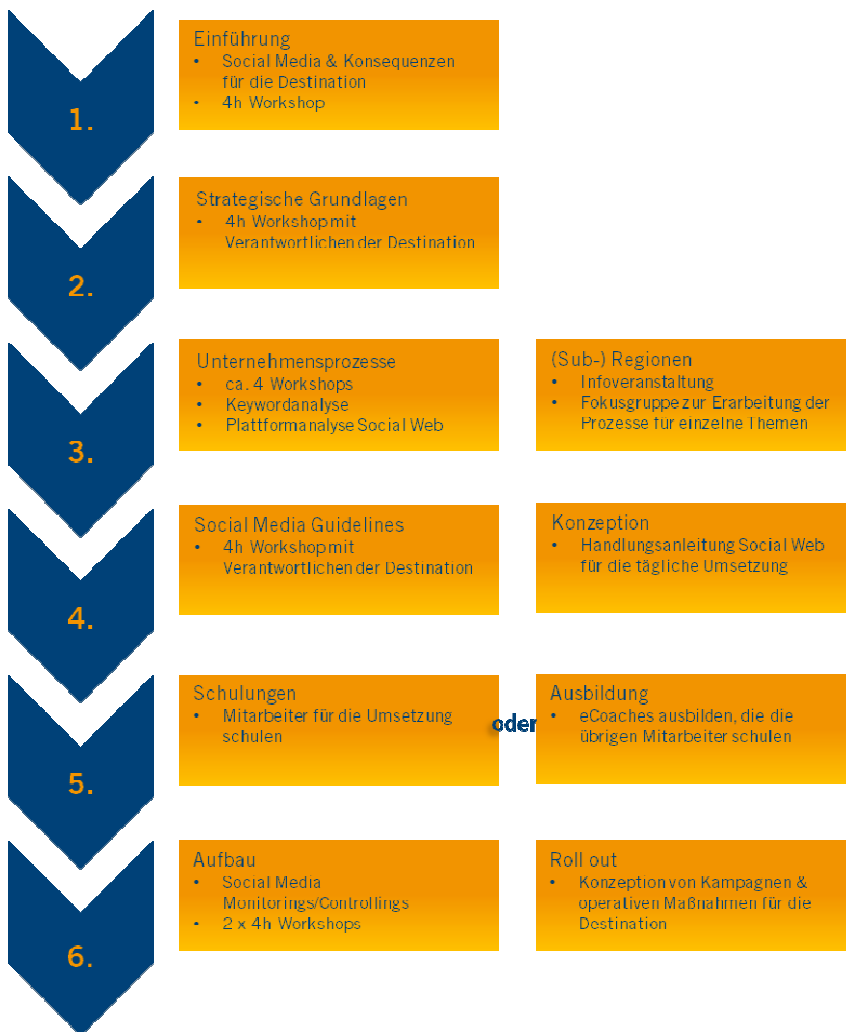 1.
Einführung
• Social Media & Konsequenzen
für die Destination
• 4h Workshop
2.
Strategische Grundlagen
• 4h Workshop mit
Verantwortlichen der Destination
3.
Unternehmensprozesse
• ca. 4 Workshops
• Keywordanalyse
• Plattformanalyse Social Web
(Sub-) Regionen
• Infoveranstaltung
• Fokusgruppe zur Erarbeitung der
Prozesse für einzelne Themen
4.
Social Media Guidelines
• 4h Workshop mit
Verantwortlichen der Destination
Konzeption
• Handlungsanleitung Social Web
für die tägliche Umsetzung
5.
Schulungen
• Mitarbeiter für die Umsetzung
schulen
oder
Ausbildung
• eCoaches ausbilden, die die
übrigen Mitarbeiter schulen
6.
Aufbau
• Social Media
Monitorings/Controllings
• 2 x 4h Workshops
Roll out
• Konzeption von Kampagnen &
operativen Maßnahmen für die
Destination